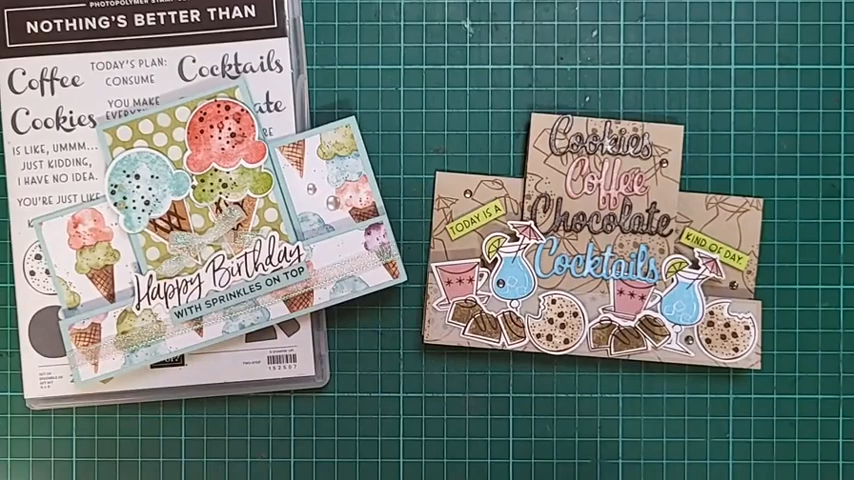 PHOTOPOLYMER STAMP
NOTHING'S BETTER THAN
Coffee
TODAY'S PLAN:
CONSUME
Cocktails
Cookies
YOU MAKE
IS LIKE, UMMM...
JUST KIDDING,
I HAVE NO IDEA.
YOU'RE JUST LIKE
Happy Birthday
WITH SPRINKLES ON TOP
152607
TODAY IS A
Cookies
Coffee
Chocolate
Cocktails
KIND OF DAY